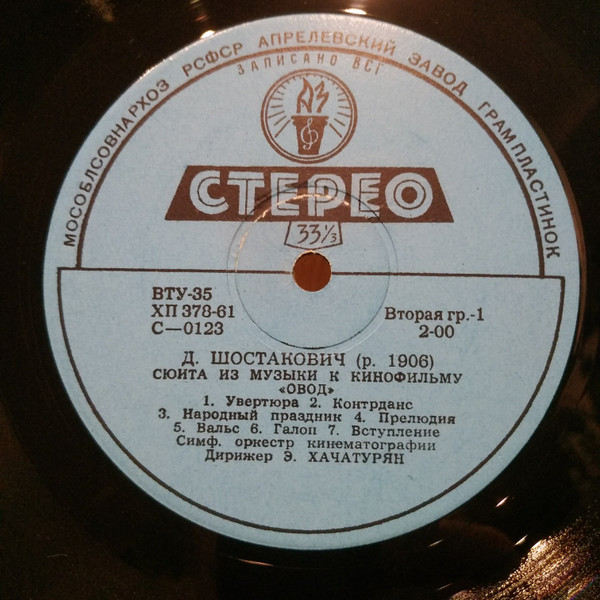 МОСОБЛСОВНАРХОЗ РСФСР АПРЕЛЕВСКИЙ ЗАВОД ГРАМПЛАСТИНОК
ЗАПИСАНО ВСГ
АЗ
СТЕРЕО
33⅓
ВТУ-35
ХП 378-61
С—0123
Вторая гр.-1
2-00
Д. ШОСТАКОВИЧ (р. 1906)
СЮИТА ИЗ МУЗЫКИ К КИНОФИЛЬМУ
«ОВОД»
1. Увертюра 2. Контрданс
3. Народный праздник 4. Прелюдия
5. Вальс 6. Галоп 7. Вступление
Симф. оркестр кинематографии
Дирижер Э. ХАЧАТУРЯН